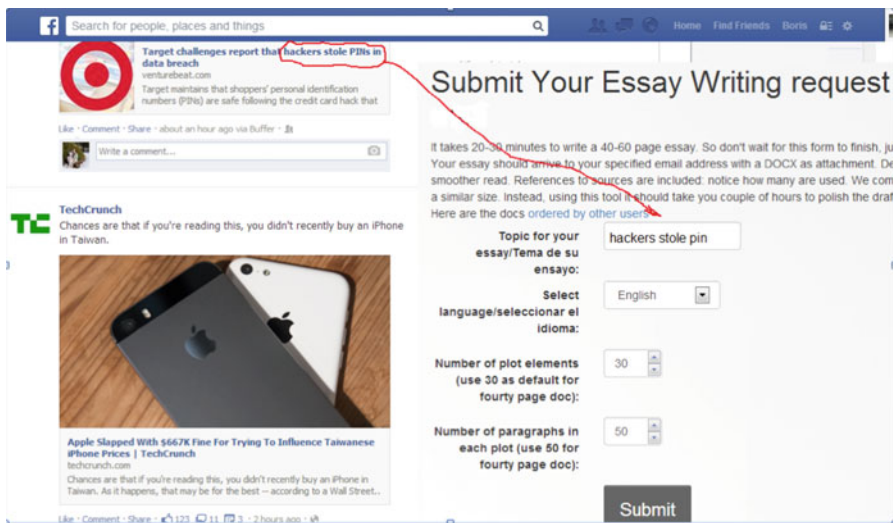 Search for people, places and things
Home Find Friends Boris
Target challenges report that hackers stole PINs in
data breach
venturebeat.com
Target maintains that shoppers' personal identification
numbers (PINs) are safe following the credit card hack that
Like · Comment · Share · about an hour ago via Buffer ·
Write a comment...
TechCrunch
Chances are that if you're reading this, you didn't recently buy an iPhone
in Taiwan.
Apple Slapped With $667K Fine For Trying To Influence Taiwanese
iPhone Prices | TechCrunch
techcrunch.com
Chances are that if you're reading this, you didn't recently buy an iPhone in
Taiwan. As it happens, that may be for the best -- according to a Wall Street..
Like · Comment · Share · 123 11 3 · 2 hours ago ·
Submit Your Essay Writing request
It takes 20-30 minutes to write a 40-60 page essay. So don't wait for this form to finish, ju
Your essay should arrive to your specified email address with a DOCX as attachment. De
smoother read. References to sources are included: notice how many are used. We com
a similar size. Instead, using this tool it should take you couple of hours to polish the draf
Here are the docs ordered by other users
Topic for your
essay/Tema de su
ensayo:
hackers stole pin
Select
language/seleccionar el
idioma:
English
Number of plot elements
(use 30 as default for
fourty page doc):
30
Number of paragraphs in
each plot (use 50 for
fourty page doc):
50
Submit